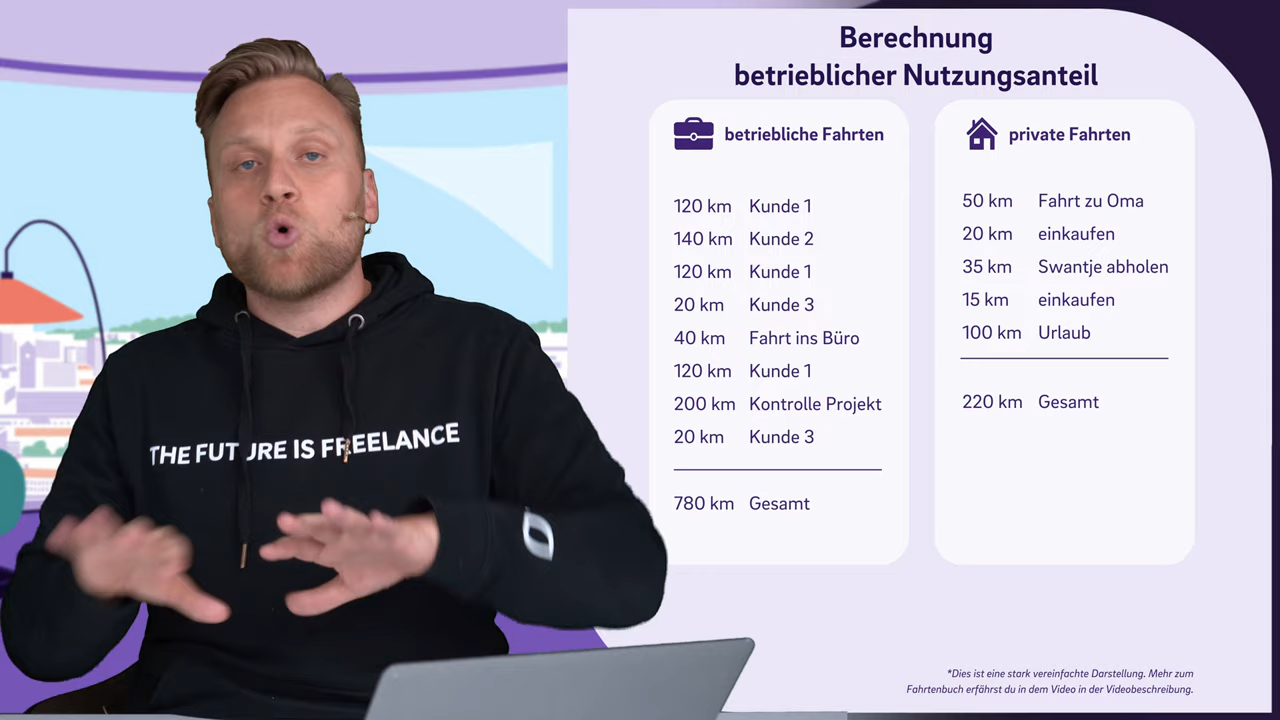 Berechnung
betrieblicher Nutzungsanteil
betriebliche Fahrten
120 km Kunde 1
140 km Kunde 2
120 km Kunde 1
20 km Kunde 3
40 km Fahrt ins Büro
120 km Kunde 1
200 km Kontrolle Projekt
20 km Kunde 3
780 km Gesamt
private Fahrten
50 km Fahrt zu Oma
20 km einkaufen
35 km Swantje abholen
15 km einkaufen
100 km Urlaub
220 km Gesamt
THE FUTURE IS FREELANCE
*Dies ist eine stark vereinfachte Darstellung. Mehr zum
Fahrtenbuch erfährst du in dem Video in der Videobeschreibung.